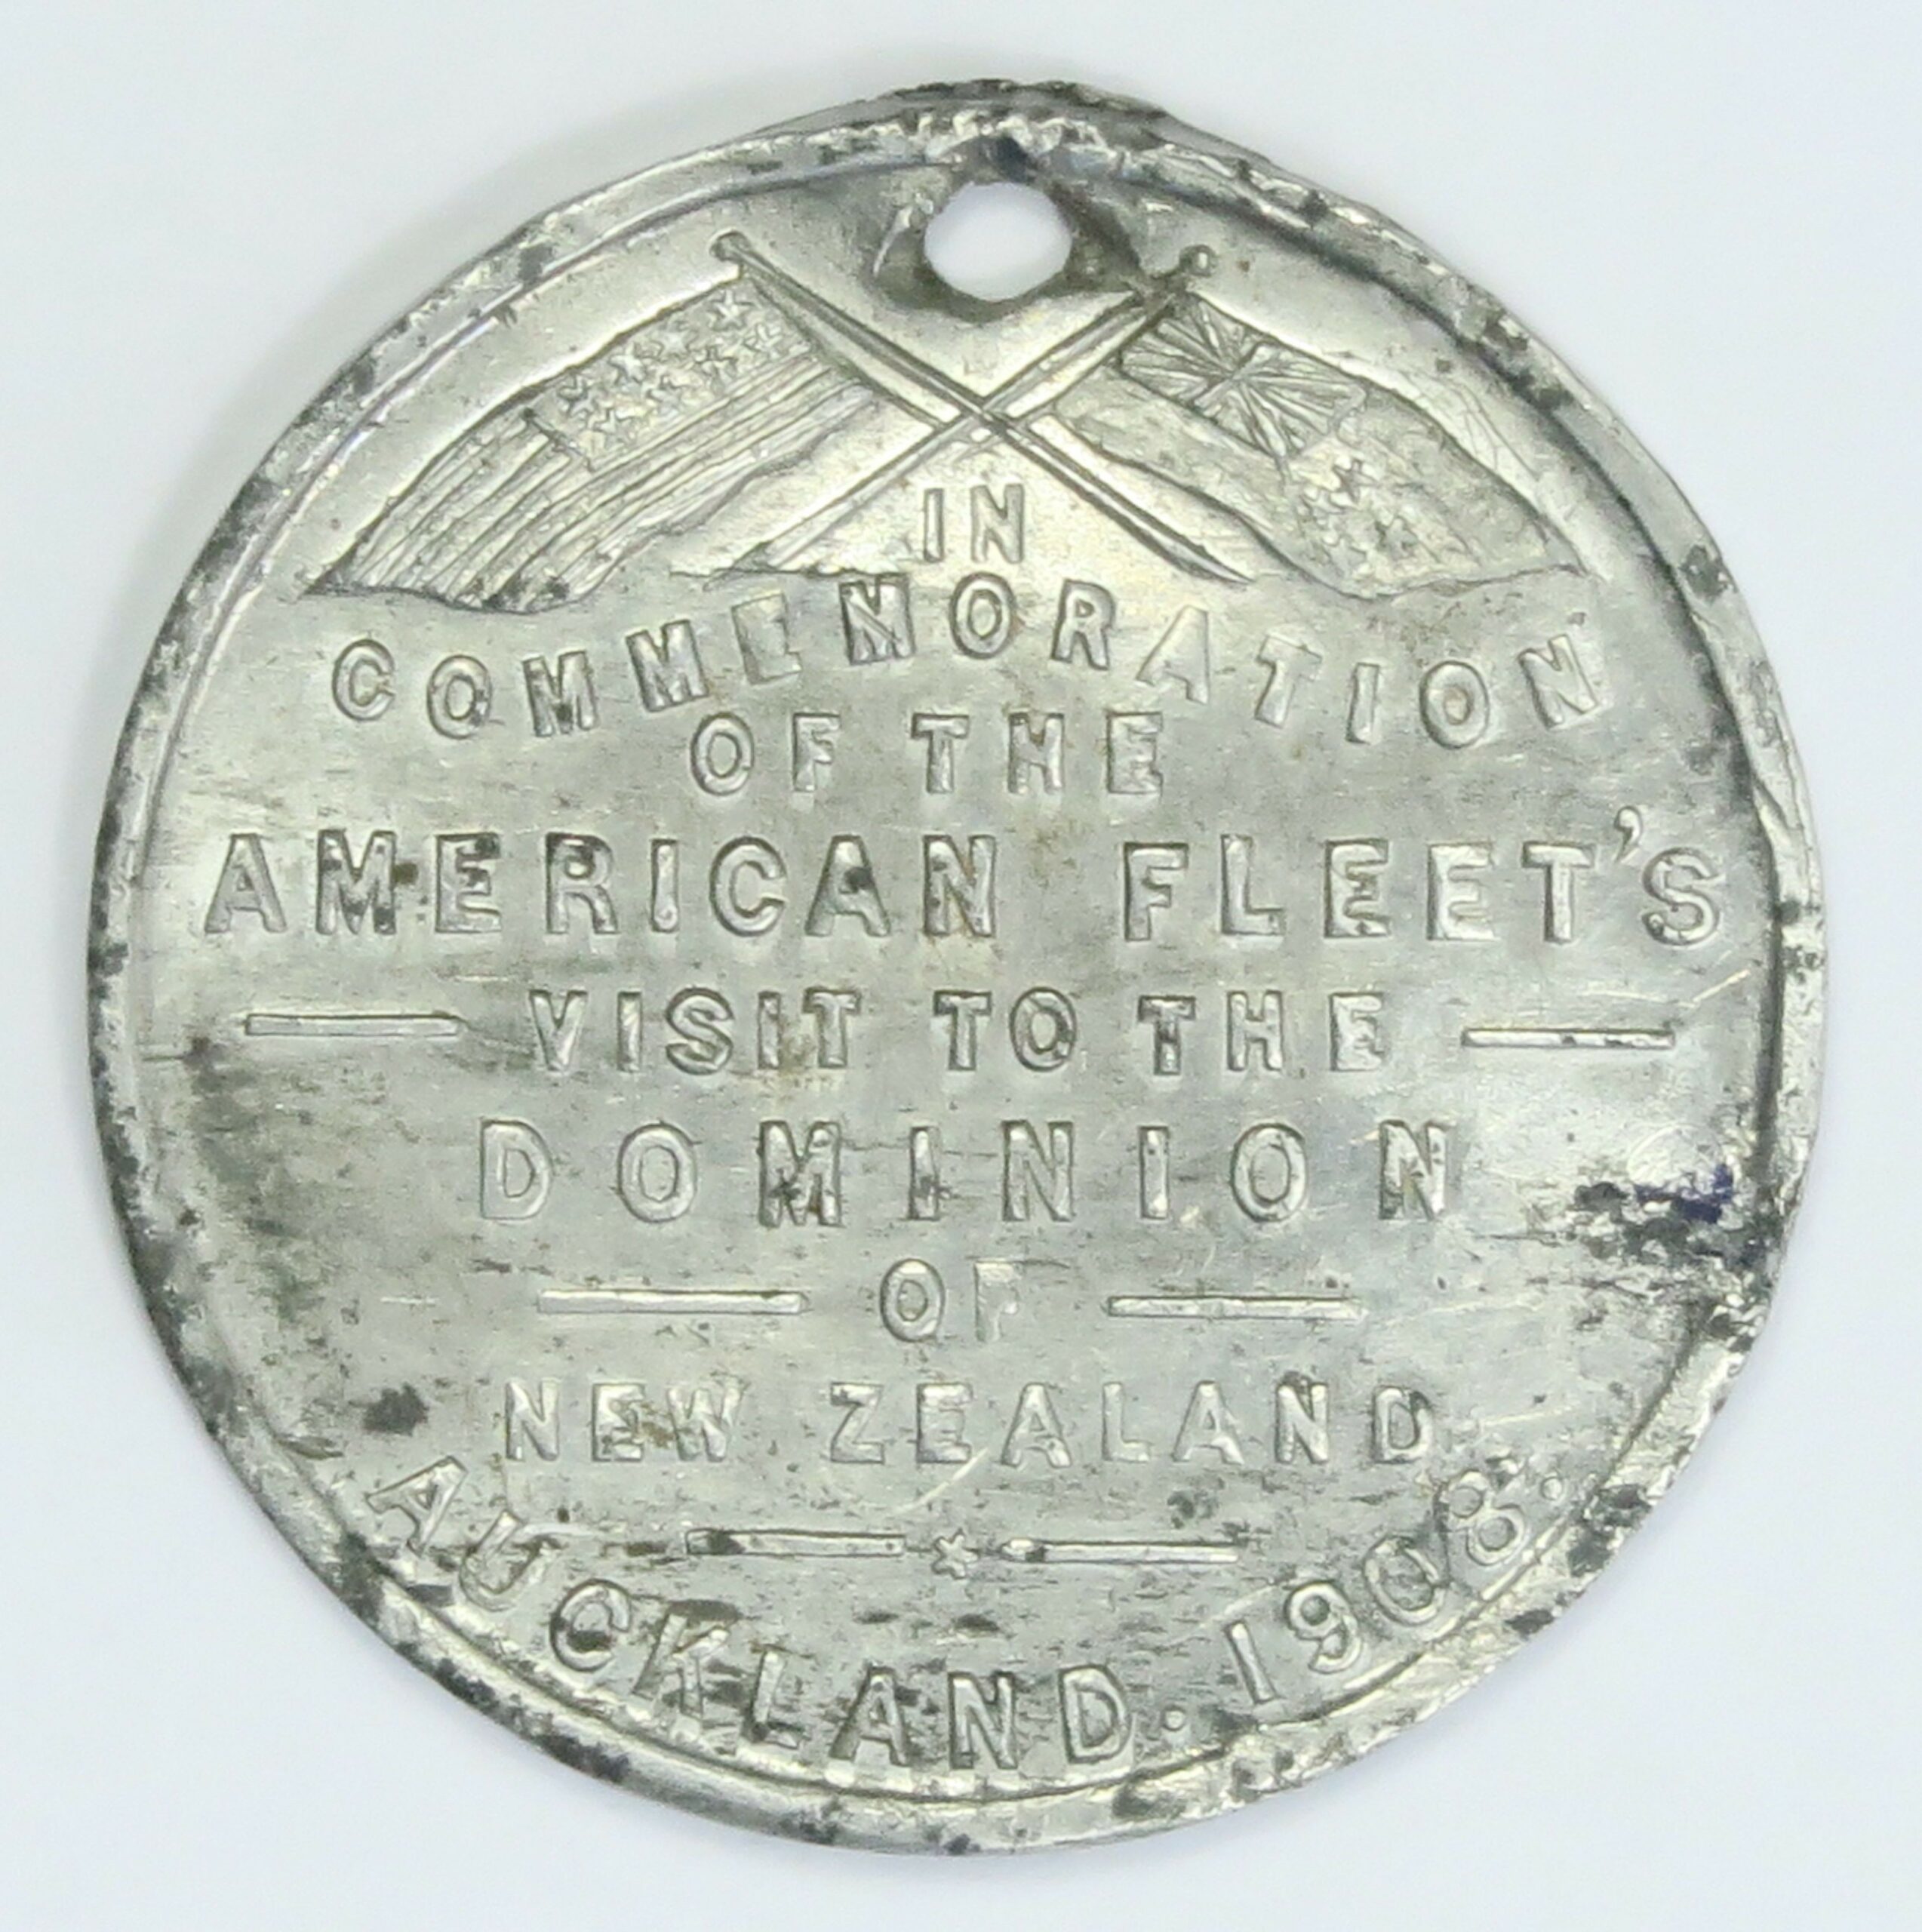 IN
COMMEMORATION
OF THE
AMERICAN FLEET'S
VISIT TO THE
DOMINION
OF
NEW ZEALAND
AUCKLAND. 1908.